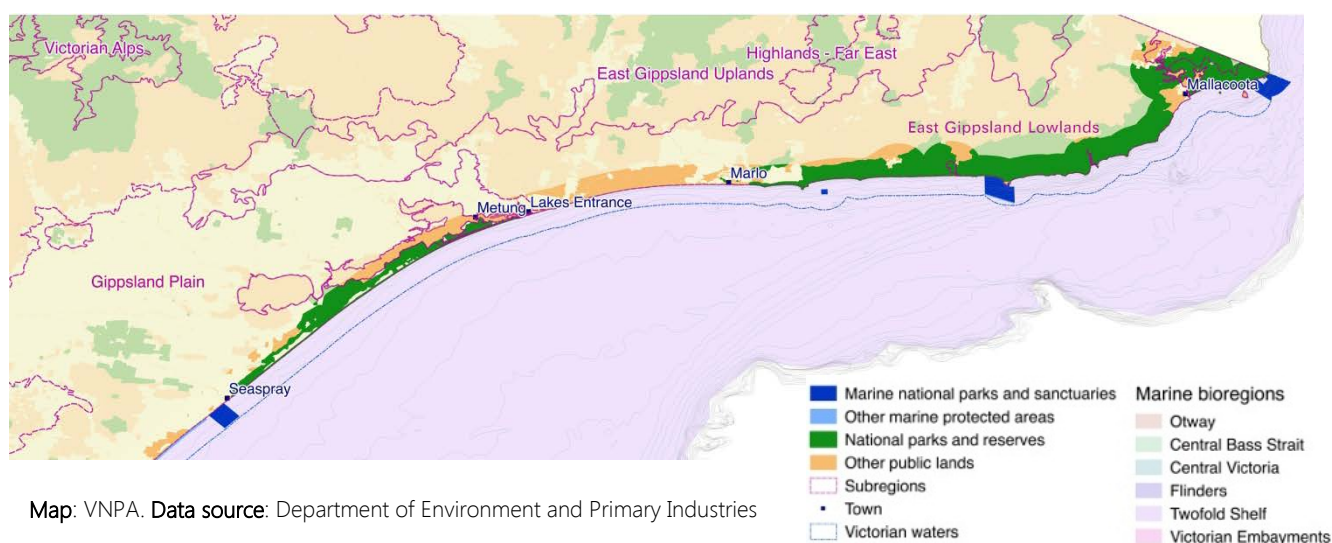 Victorian Alps
Highlands - Far East
East Gippsland Uplands
Mallacoota
East Gippsland Lowlands
Marlo
Metung
Lakes Entrance
Gippsland Plain
Seaspray
Marine national parks and sanctuaries
Other marine protected areas
National parks and reserves
Other public lands
Subregions
Town
Victorian waters
Marine bioregions
Otway
Central Bass Strait
Central Victoria
Flinders
Twofold Shelf
Victorian Embayments
Map: VNPA. Data source: Department of Environment and Primary Industries